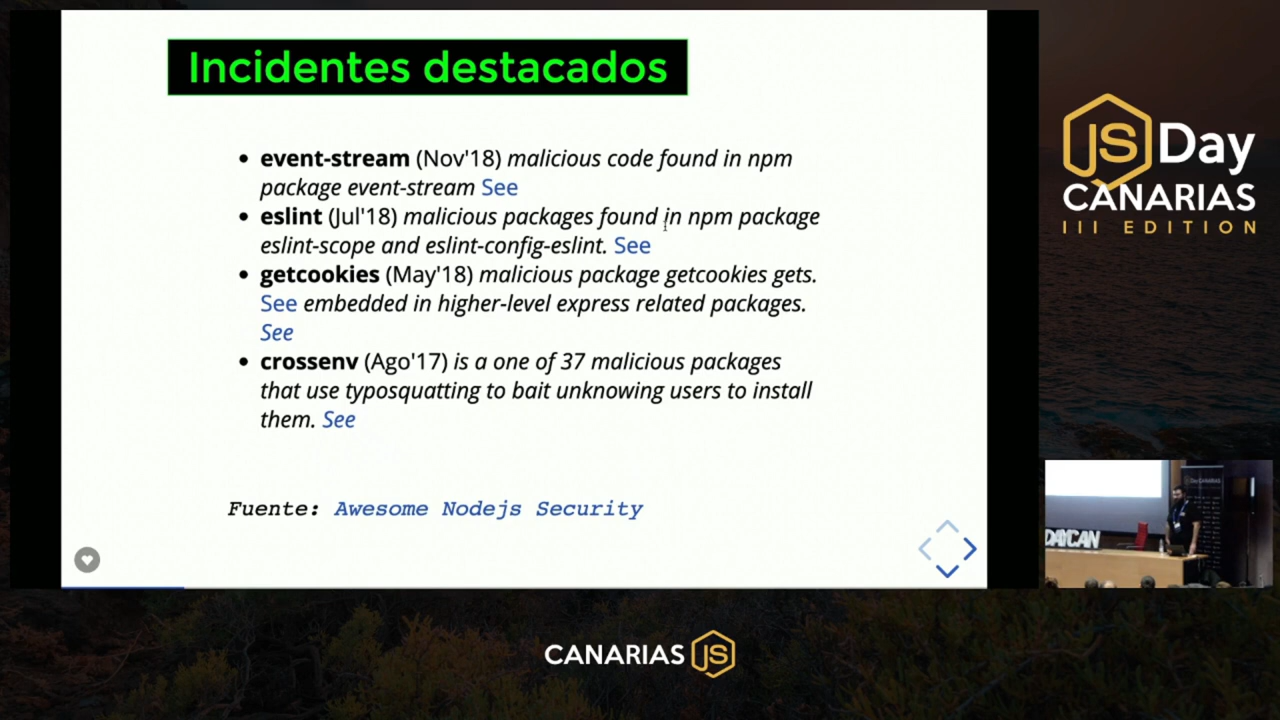 Incidentes destacados
• event-stream (Nov'18) malicious code found in npm
package event-stream See
• eslint (Jul'18) malicious packages found in npm package
eslint-scope and eslint-config-eslint. See
• getcookies (May'18) malicious package getcookies gets.
See embedded in higher-level express related packages.
See
• crossenv (Ago'17) is a one of 37 malicious packages
that use typosquatting to bait unknowing users to install
them. See
Fuente: Awesome Nodejs Security
JS Day
CANARIAS
III EDITION
DAYCAN
CANARIAS JS